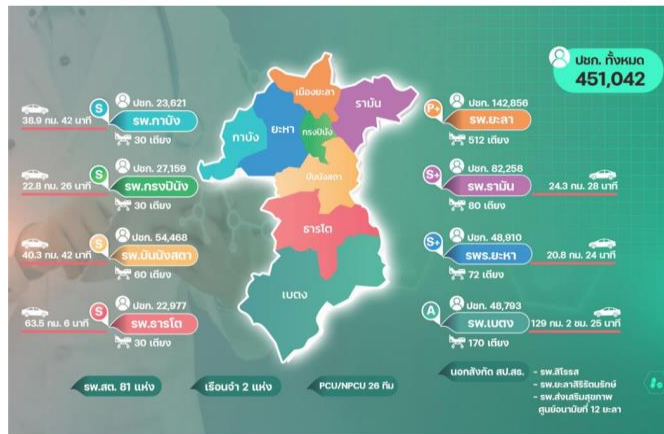 ปชก. ทั้งหมด
451,042
S
ปชก. 23,621
38.9 กม. 42 นาที
รพ.กาบัง
30 เตียง
S
ปชก. 27,159
22.8 กม. 26 นาที
รพ.กรงปินัง
30 เตียง
S
ปชก. 54,468
40.3 กม. 42 นาที
รพ.บันนังสตา
60 เตียง
S
ปชก. 22,977
63.5 กม. 6 นาที
รพ.ธารโต
30 เตียง
เมืองยะลา
รามัน
ยะหา
กาบัง
กรงปินัง
บันนังสตา
ธารโต
เบตง
P+
ปชก. 142,856
รพ.ยะลา
512 เตียง
S+
ปชก. 82,258
รพ.รามัน
24.3 กม. 28 นาที
80 เตียง
S+
ปชก. 48,910
รพร.ยะหา
20.8 กม. 24 นาที
72 เตียง
A
ปชก. 48,793
รพ.เบตง
129 กม. 2 ชม. 25 นาที
170 เตียง
รพ.สต. 81 แห่ง
เรือนจำ 2 แห่ง
PCU/NPCU 26 ทีม
นอกสังกัด สป.สธ.
- รพ.สิโรรส
- รพ.ยะลาสิริรัตนรักษ์
- รพ.ส่งเสริมสุขภาพ
ศูนย์อนามัยที่ 12 ยะลา